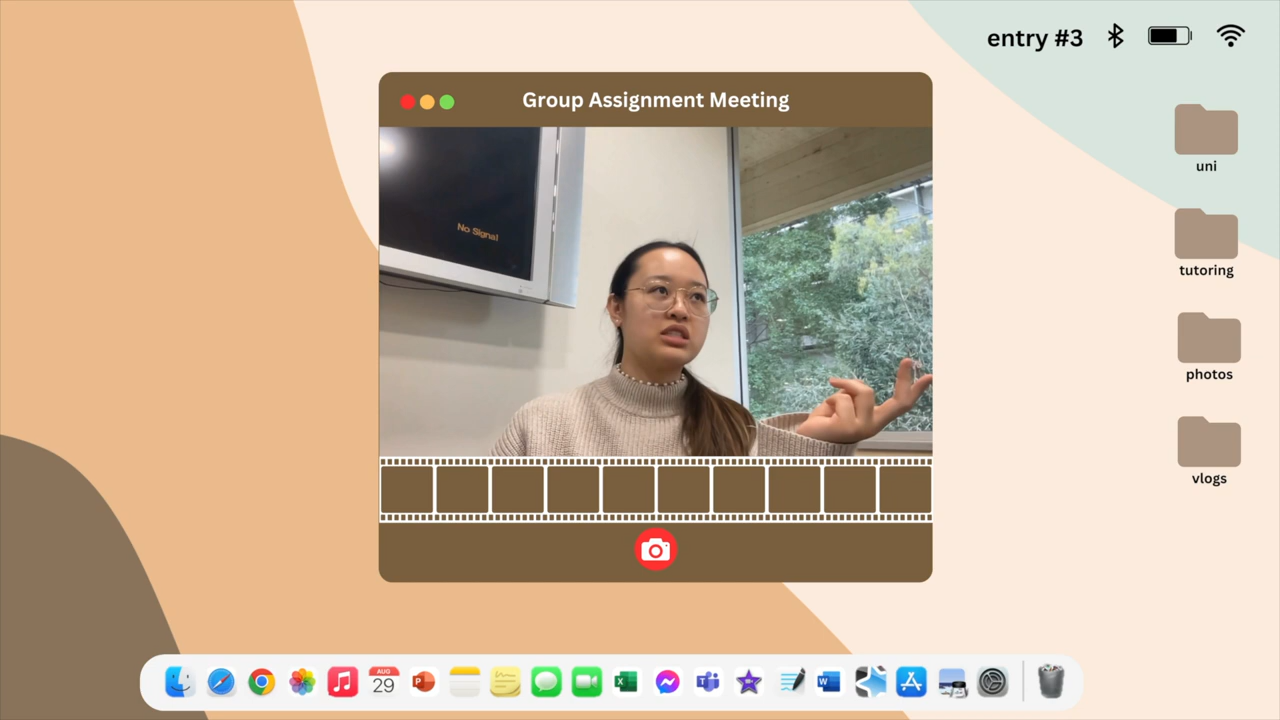 entry #3
Group Assignment Meeting
No Signal
uni
tutoring
photos
vlogs
AUG
29